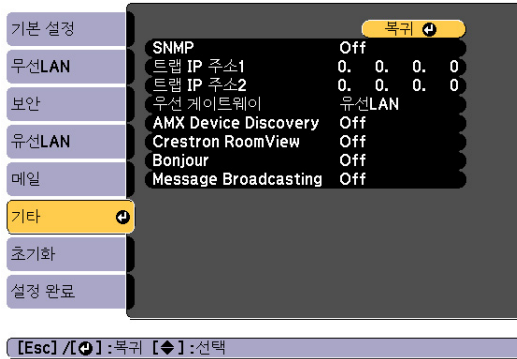 기본 설정
무선LAN
보안
유선LAN
메일
기타
초기화
설정 완료
복귀
SNMP Off
트랩 IP 주소1 0. 0. 0. 0
트랩 IP 주소2 0. 0. 0. 0
우선 게이트웨이 유선LAN
AMX Device Discovery Off
Crestron RoomView Off
Bonjour Off
Message Broadcasting Off
[Esc] /[⏎] :복귀 [◆] :선택